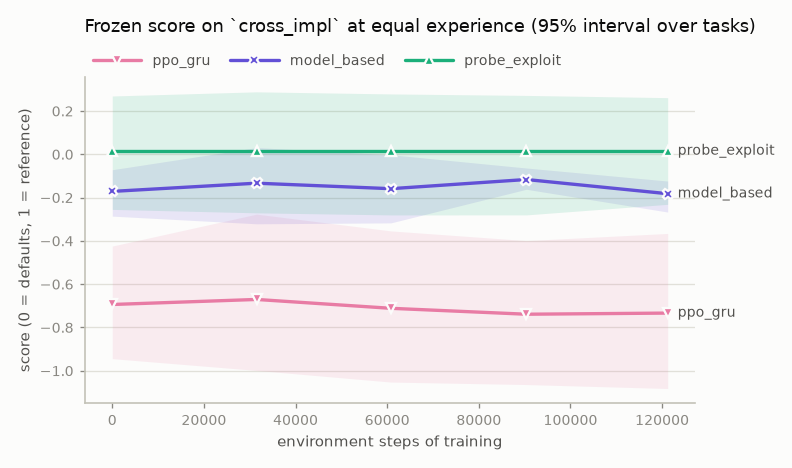 Frozen score on `cross_impl` at equal experience (95% interval over tasks)
ppo_gru model_based probe_exploit
score (0 = defaults, 1 = reference)
0.2
0.0
−0.2
−0.4
−0.6
−0.8
−1.0
probe_exploit
model_based
ppo_gru
0 20000 40000 60000 80000 100000 120000
environment steps of training